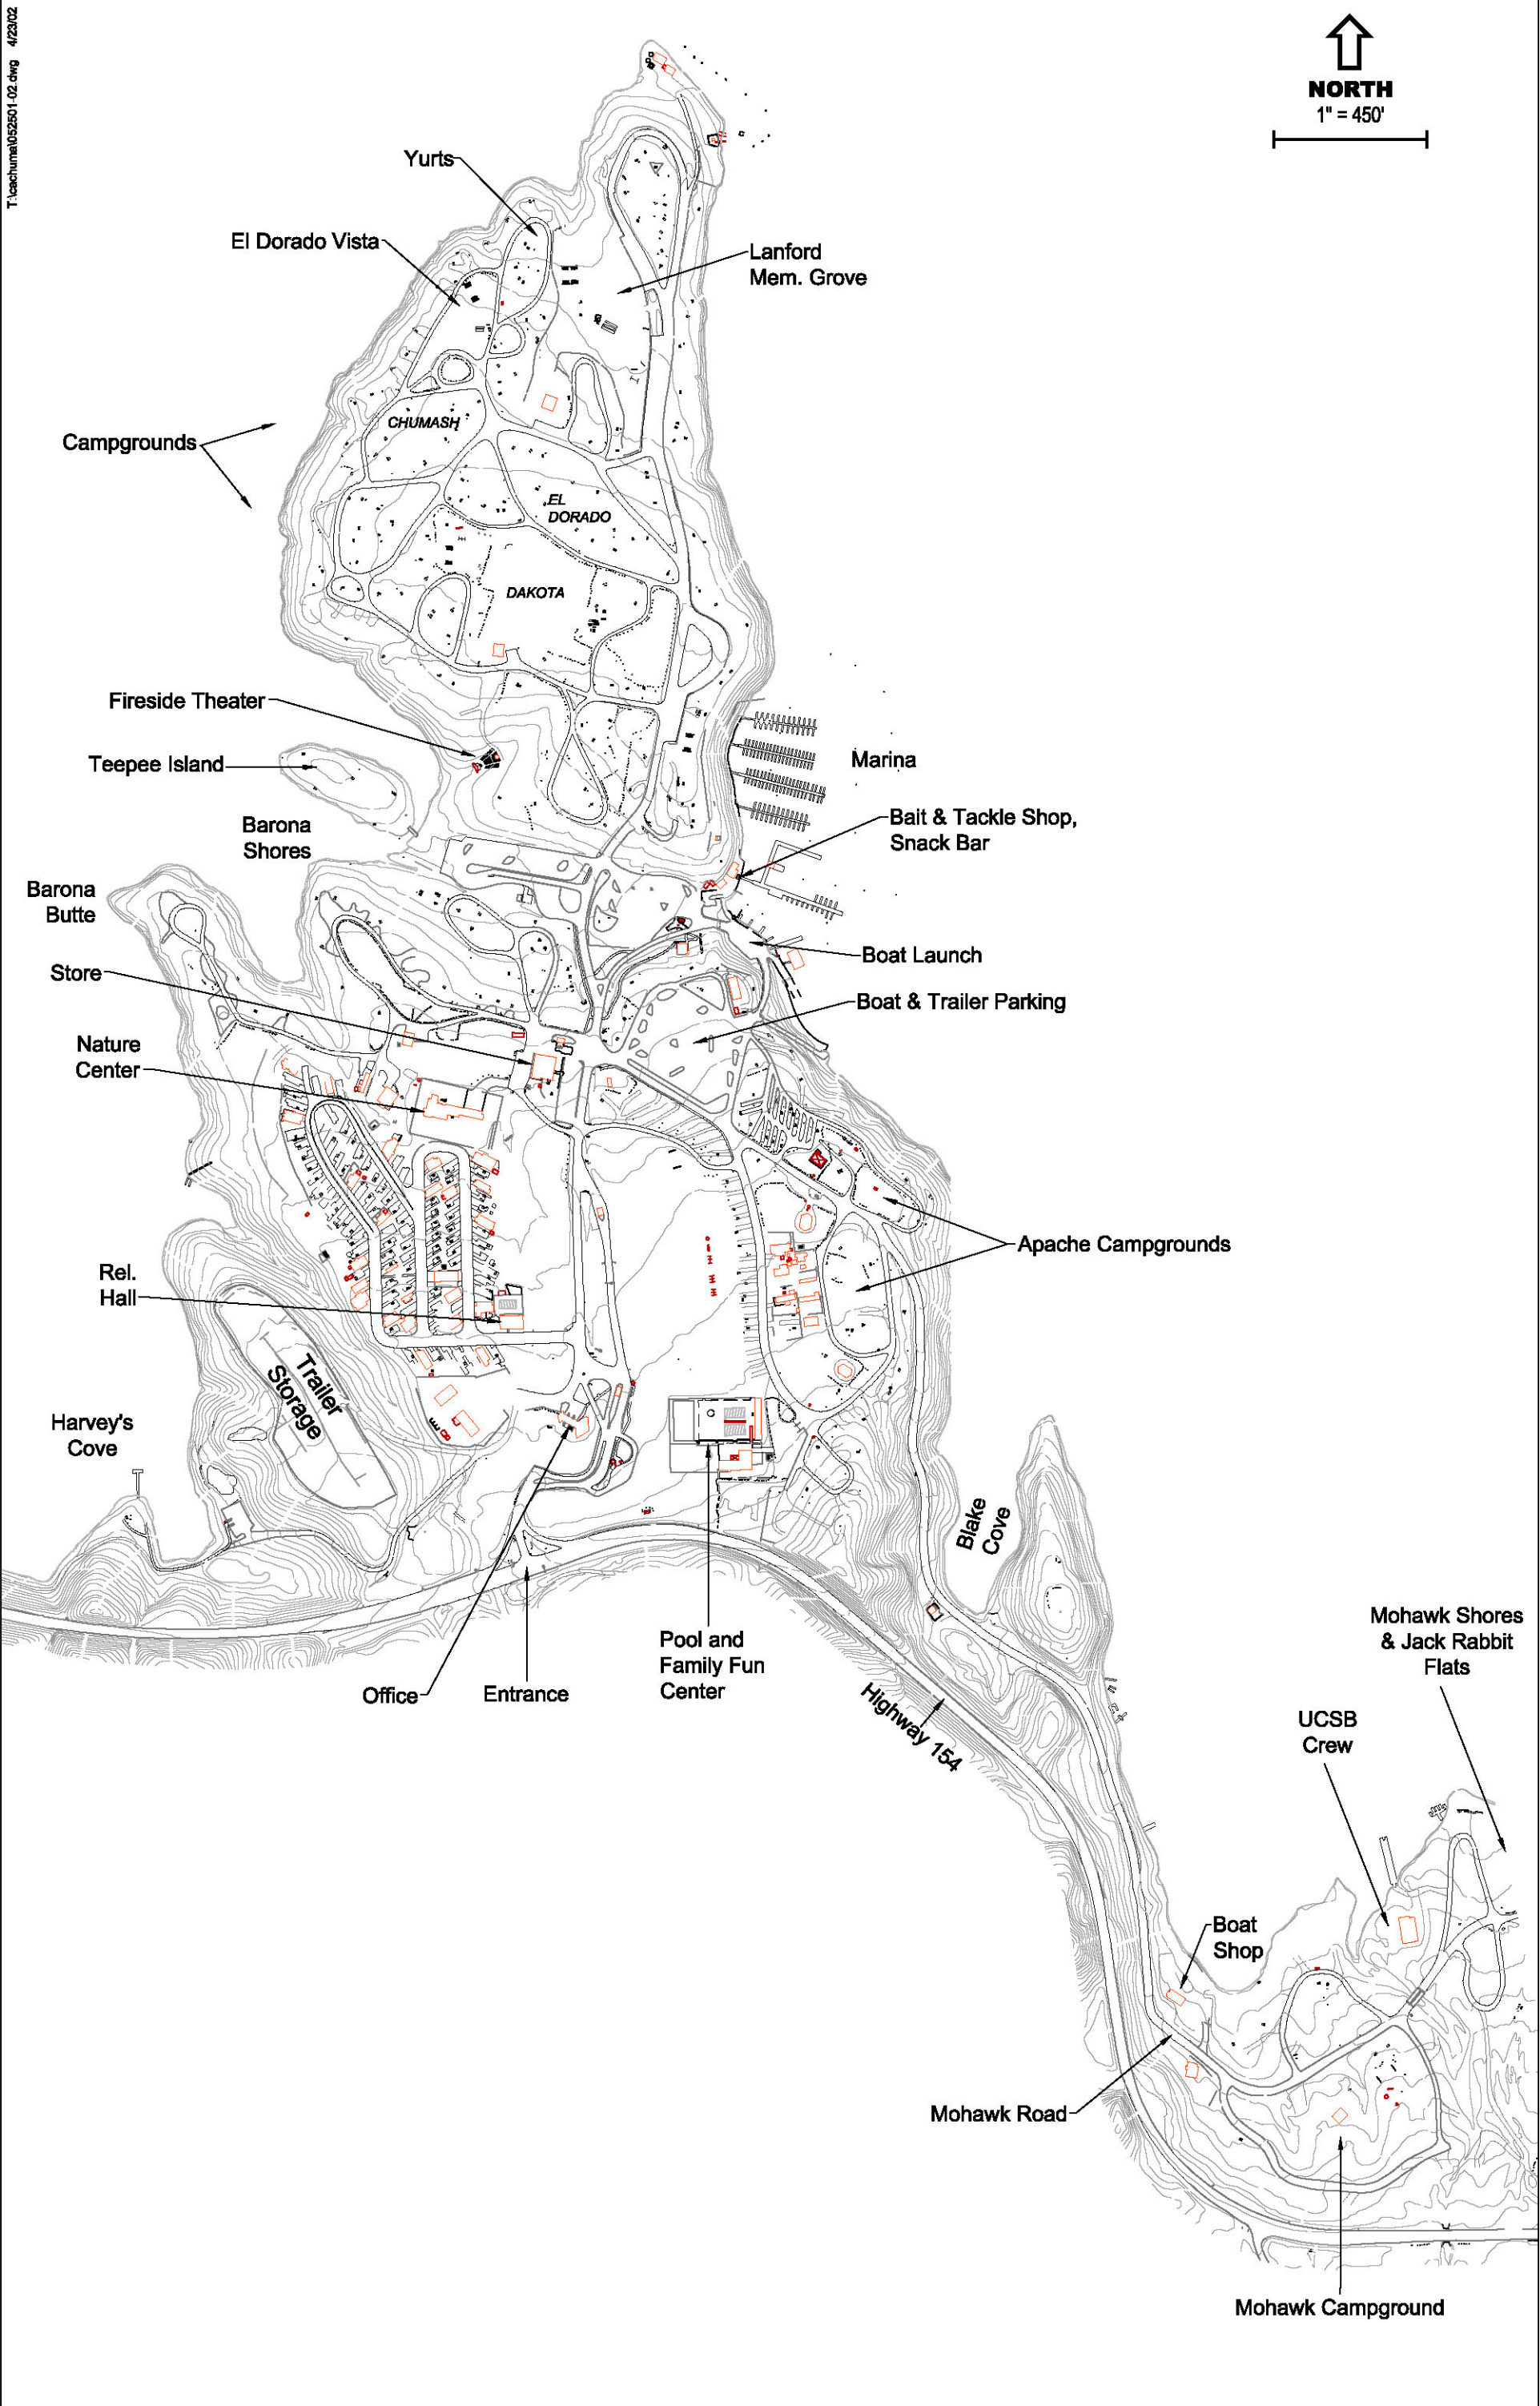 T:\cachuma\052501-02.dwg 4/23/02
NORTH
1" = 450'
Yurts
El Dorado Vista
Lanford
Mem. Grove
CHUMASH
Campgrounds
EL
DORADO
DAKOTA
Fireside Theater
Teepee Island
Marina
Barona
Shores
Bait & Tackle Shop,
Snack Bar
Barona
Butte
Boat Launch
Store
Boat & Trailer Parking
Nature
Center
Apache Campgrounds
Rel.
Hall
Trailer
Storage
Harvey's
Cove
Blake
Cove
Mohawk Shores
& Jack Rabbit
Flats
Pool and
Family Fun
Center
Office
Entrance
Highway 154
UCSB
Crew
Boat
Shop
Mohawk Road
Mohawk Campground